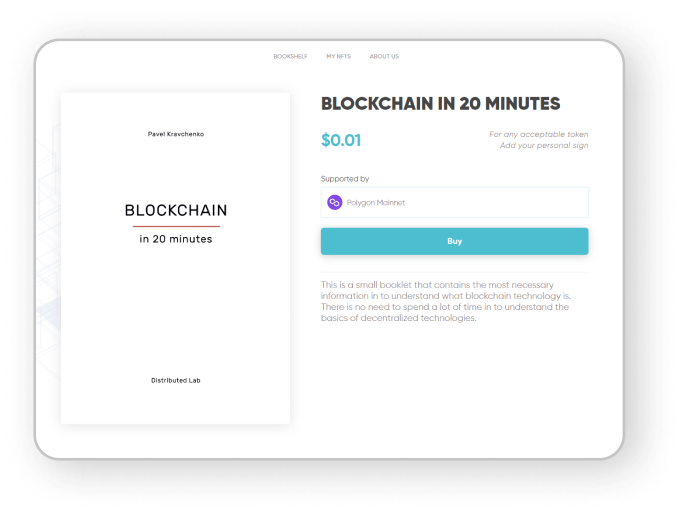 BOOKSHELF MY NFTS ABOUT US
Pavel Kravchenko
BLOCKCHAIN
in 20 minutes
Distributed Lab
BLOCKCHAIN IN 20 MINUTES
$0.01
For any acceptable token
Add your personal sign
Supported by
Polygon Mainnet
Buy
This is a small booklet that contains the most necessary
information in to understand what blockchain technology is.
There is no need to spend a lot of time in to understand the
basics of decentralized technologies.